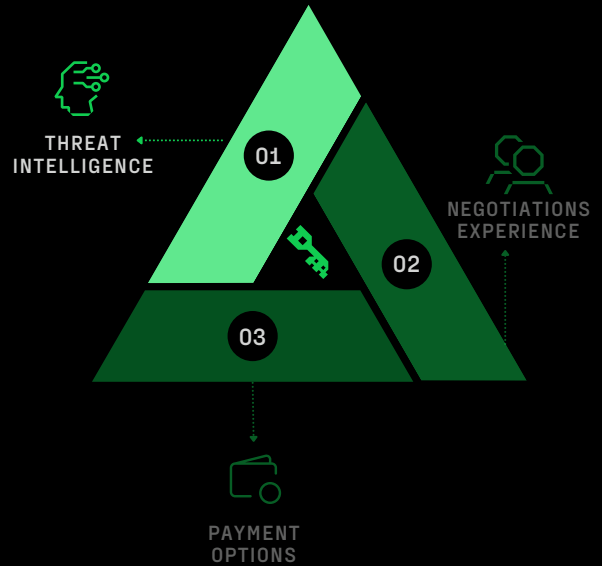 THREAT
INTELLIGENCE
01
NEGOTIATIONS
EXPERIENCE
02
03
PAYMENT
OPTIONS